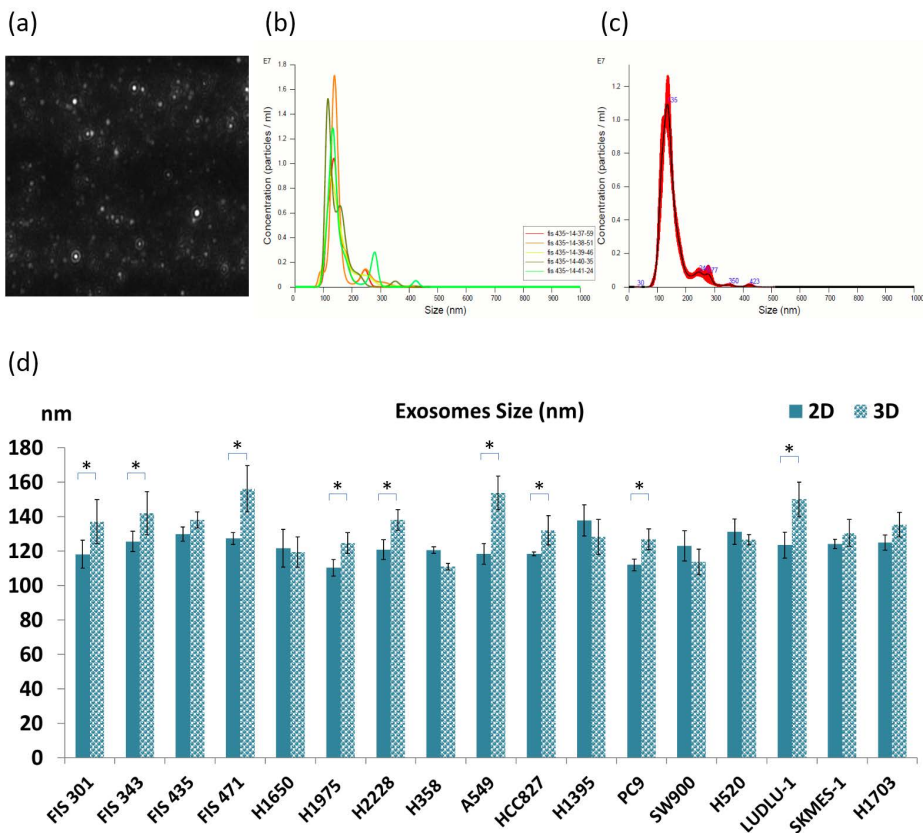 (a)
(b)
(c)
E7
1.8
1.6
1.4
1.2
1.0
0.8
0.6
0.4
0.2
0
Concentration (particles / ml)
fis 435~14-37-59
fis 435~14-38-51
fis 435~14-39-46
fis 435~14-40-35
fis 435~14-41-24
0 100 200 300 400 500 600 700 800 900 1000
Size (nm)
E7
1.2
1.0
0.8
0.6
0.4
0.2
0
Concentration (particles / ml)
30
350
423
0 100 200 300 400 500 600 700 800 900 1000
Size (nm)
(d)
nm
Exosomes Size (nm)
2D
3D
180
160
140
120
100
80
60
40
20
0
* * * * * * * * *
FIS 301
FIS 343
FIS 435
FIS 471
H1650
H1975
H2228
H358
A549
HCC827
H1395
PC9
SW900
H520
LUDLU-1
SKMES-1
H1703